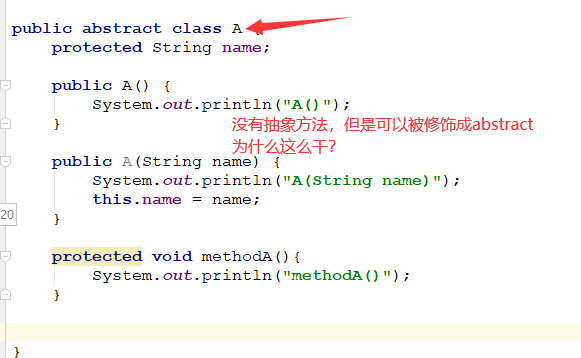 public abstract class A {
protected String name;
public A() {
System.out.println("A()");
}
没有抽象方法，但是可以被修饰成abstract
为什么这么干？
public A(String name) {
System.out.println("A(String name)");
this.name = name;
20
}
protected void methodA(){
System.out.println("methodA()");
}
}